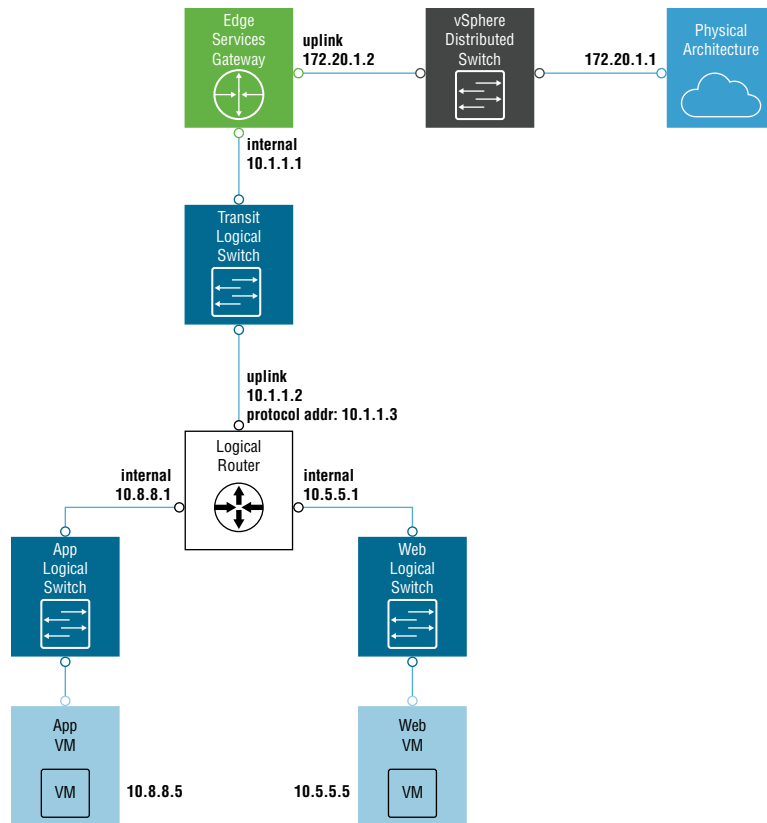 Edge
Services
Gateway
uplink
172.20.1.2
vSphere
Distributed
Switch
172.20.1.1
Physical
Architecture
internal
10.1.1.1
Transit
Logical
Switch
uplink
10.1.1.2
protocol addr: 10.1.1.3
Logical
Router
internal
10.8.8.1
internal
10.5.5.1
App
Logical
Switch
Web
Logical
Switch
App
VM
VM
10.8.8.5
Web
VM
10.5.5.5
VM